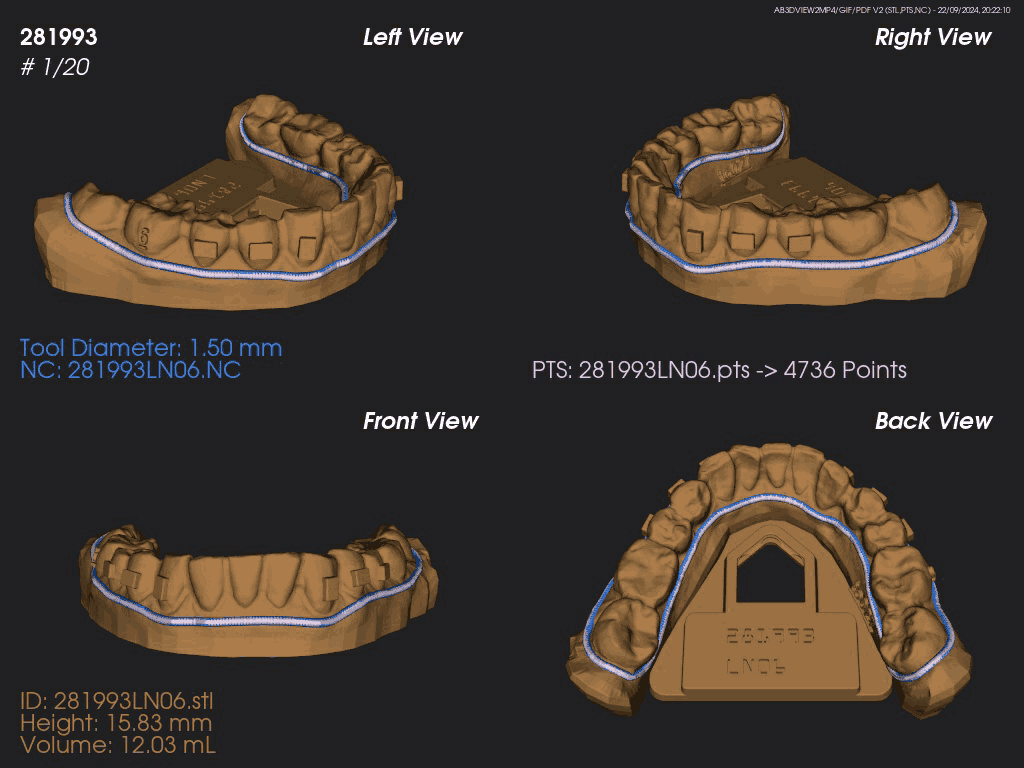 AB3DVIEW2MP4/GIF/PDF V2 (STL,PTS,NC) - 22/09/2024, 20:22:10
281993
# 1/20
Left View
Right View
Tool Diameter: 1.50 mm
NC: 281993LN06.NC
PTS: 281993LN06.pts -> 4736 Points
Front View
Back View
281993
LN06
ID: 281993LN06.stl
Height: 15.83 mm
Volume: 12.03 mL